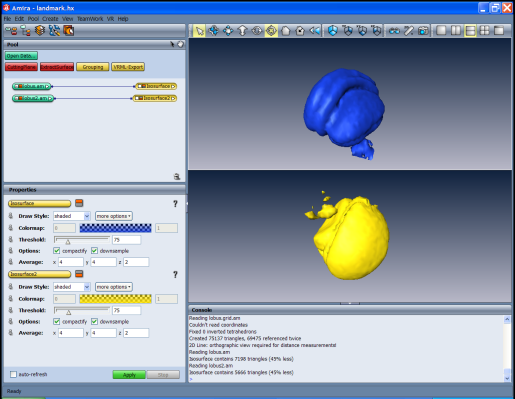 Amira - landmark.hx
File Edit Pool Create View TeamWork VR Help
Pool
Open Data...
CuttingPlane ExtractSurface Grouping VRML-Export
lobus.am Isosurface
lobus2.am Isosurface2
Properties
Isosurface ?
Draw Style: shaded more options
Colormap: 0 1
Threshold: 75
Options: compactify downsample
Average: x 4 y 4 z 2
Isosurface2 ?
Draw Style: shaded more options
Colormap: 0 1
Threshold: 75
Options: compactify downsample
Average: x 4 y 4 z 2
auto-refresh Apply Stop
Console
Reading lobus.grid.am
Couldn't read coordinates
Fixed 0 inverted tetrahedrons
Created 75137 triangles, 69475 referenced twice
2D Line: orthographic view required for distance measurements!
Reading lobus.am
Isosurface contains 7198 triangles (49% less)
Reading lobus2.am
Isosurface contains 5666 triangles (45% less)
>
Ready